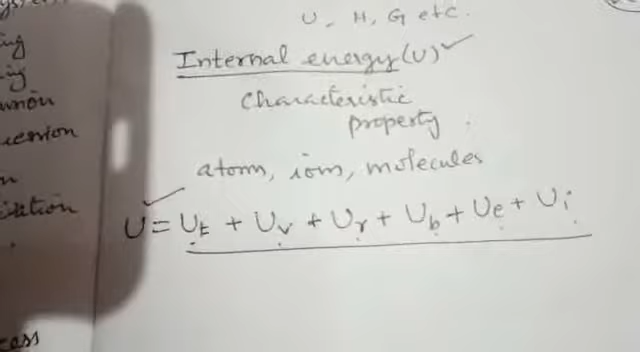 U, H, G etc.
Internal energy (U) ✓
Characteristic
property.
atom, ion, molecules
U = Ut + Uv + Ur + Ub + Ue + Ui